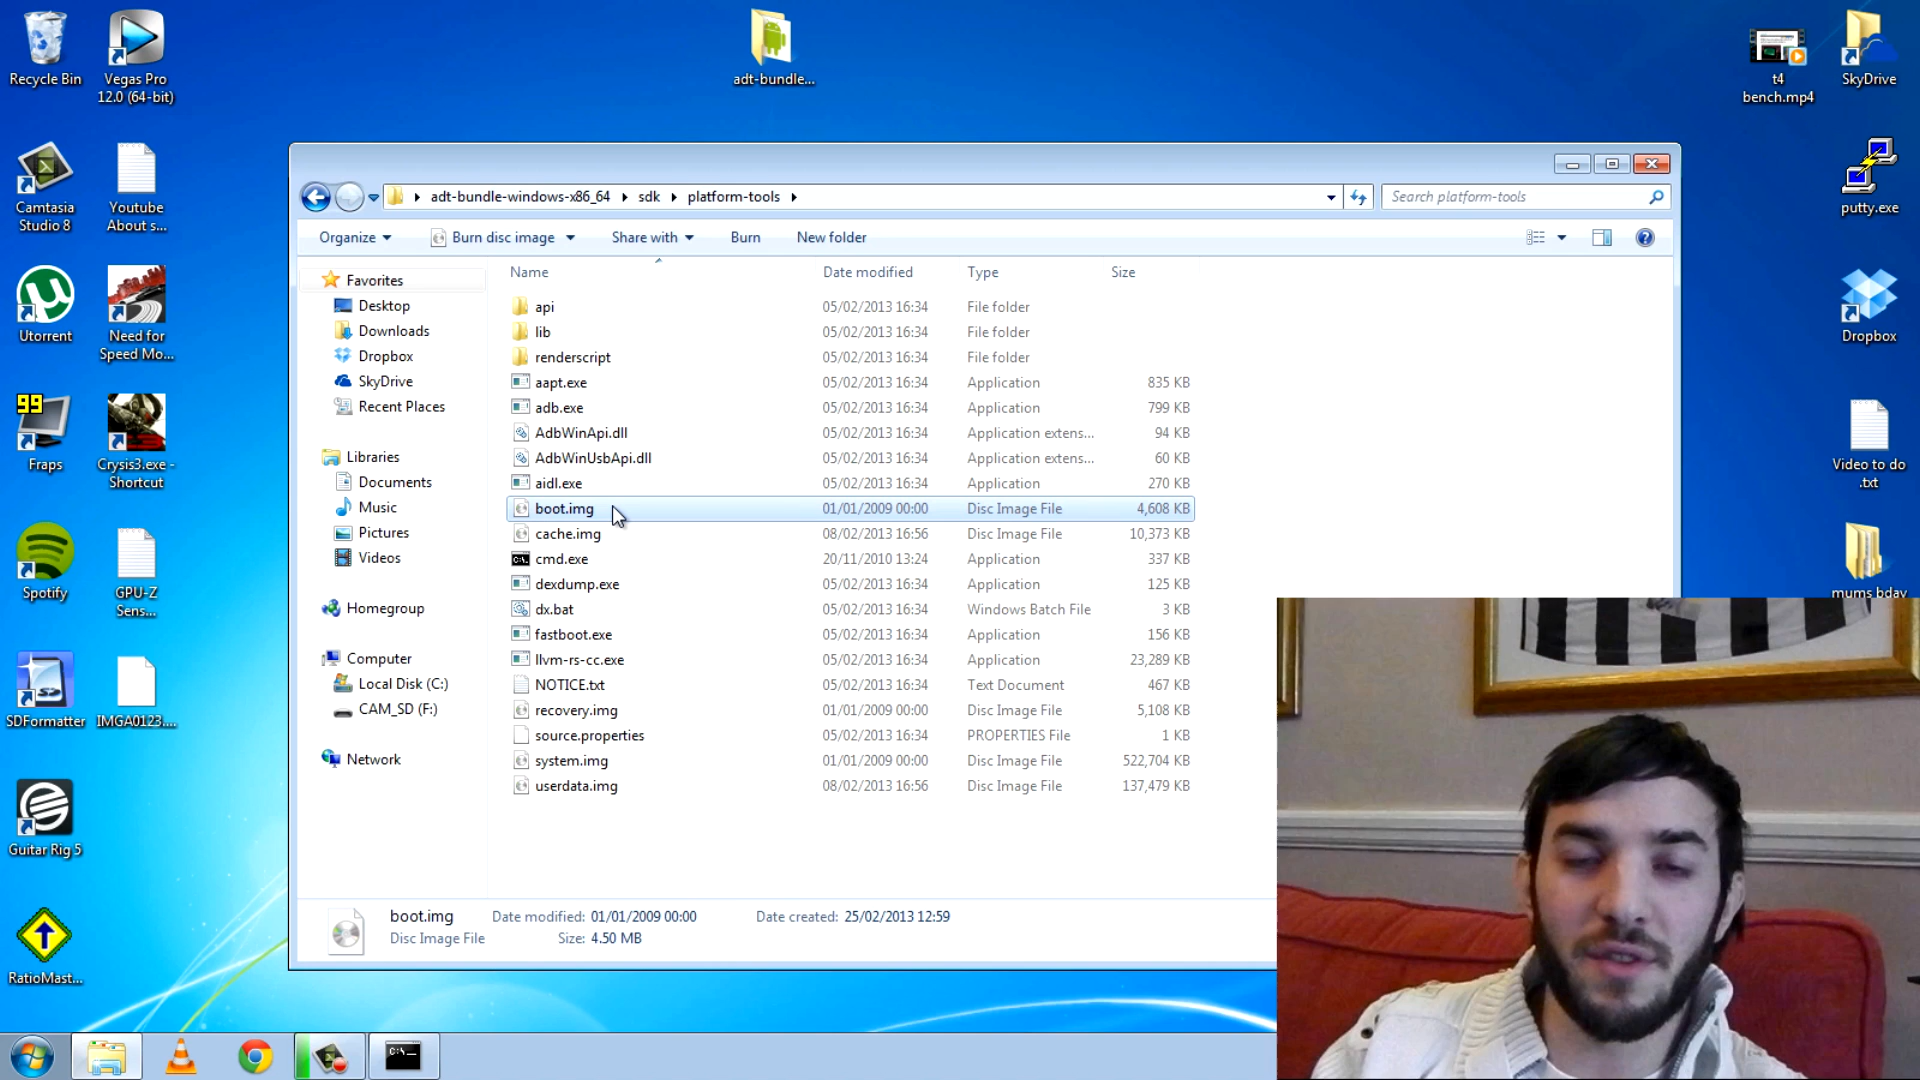 Recycle Bin
Vegas Pro
12.0 (64-bit)
adt-bundle...
t4
bench.mp4
SkyDrive
Camtasia
Studio 8
Youtube
About s...
putty.exe
Utorrent
Need for
Speed Mo...
Dropbox
99
Fraps
Crysis3.exe -
Shortcut
Video to do
.txt
Spotify
GPU-Z
Sens...
mums bday
SDFormatter
IMGA0123....
Guitar Rig 5
RatioMast...
adt-bundle-windows-x86_64
sdk
platform-tools
Search platform-tools
Organize
Burn disc image
Share with
Burn
New folder
Favorites
Desktop
Downloads
Dropbox
SkyDrive
Recent Places
Libraries
Documents
Music
Pictures
Videos
Homegroup
Computer
Local Disk (C:)
CAM_SD (F:)
Network
Name Date modified Type Size
api 05/02/2013 16:34 File folder
lib 05/02/2013 16:34 File folder
renderscript 05/02/2013 16:34 File folder
aapt.exe 05/02/2013 16:34 Application 835 KB
adb.exe 05/02/2013 16:34 Application 799 KB
AdbWinApi.dll 05/02/2013 16:34 Application extens... 94 KB
AdbWinUsbApi.dll 05/02/2013 16:34 Application extens... 60 KB
aidl.exe 05/02/2013 16:34 Application 270 KB
boot.img 01/01/2009 00:00 Disc Image File 4,608 KB
cache.img 08/02/2013 16:56 Disc Image File 10,373 KB
cmd.exe 20/11/2010 13:24 Application 337 KB
dexdump.exe 05/02/2013 16:34 Application 125 KB
dx.bat 05/02/2013 16:34 Windows Batch File 3 KB
fastboot.exe 05/02/2013 16:34 Application 156 KB
llvm-rs-cc.exe 05/02/2013 16:34 Application 23,289 KB
NOTICE.txt 05/02/2013 16:34 Text Document 467 KB
recovery.img 01/01/2009 00:00 Disc Image File 5,108 KB
source.properties 05/02/2013 16:34 PROPERTIES File 1 KB
system.img 01/01/2009 00:00 Disc Image File 522,704 KB
userdata.img 08/02/2013 16:56 Disc Image File 137,479 KB
boot.img Date modified: 01/01/2009 00:00 Date created: 25/02/2013 12:59
Disc Image File Size: 4.50 MB